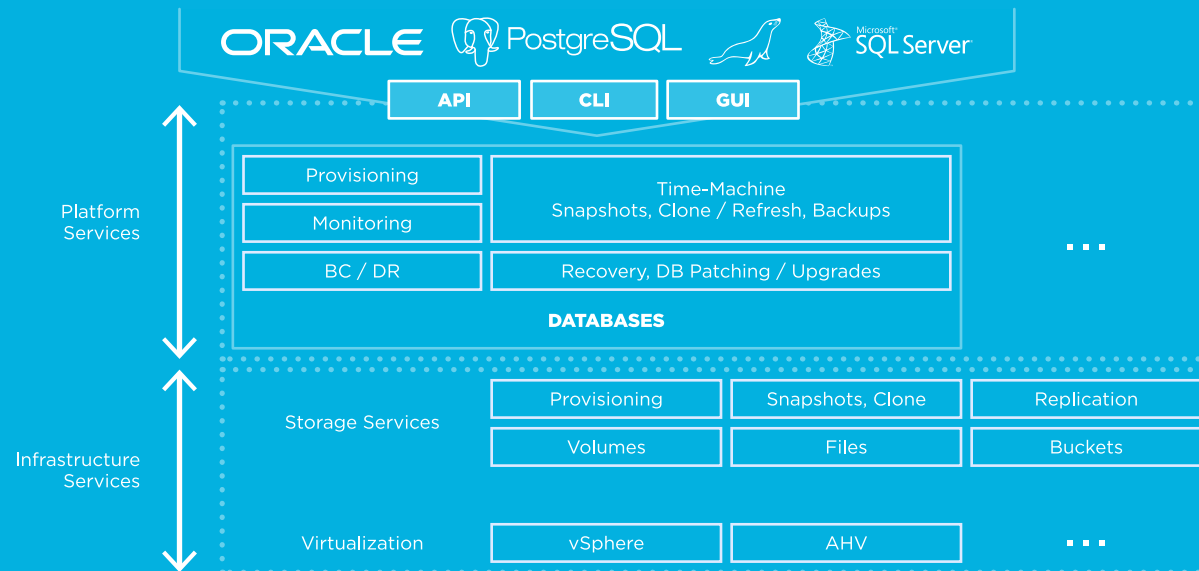 ORACLE
PostgreSQL
Microsoft
SQL Server
API
CLI
GUI
Platform
Services
Provisioning
Monitoring
BC / DR
Time-Machine
Snapshots, Clone / Refresh, Backups
Recovery, DB Patching / Upgrades
...
DATABASES
Infrastructure
Services
Storage Services
Provisioning
Snapshots, Clone
Replication
Volumes
Files
Buckets
Virtualization
vSphere
AHV
...